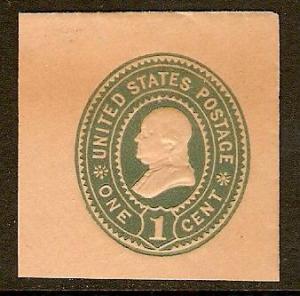 UNITED STATES POSTAGE
ONE 1 CENT